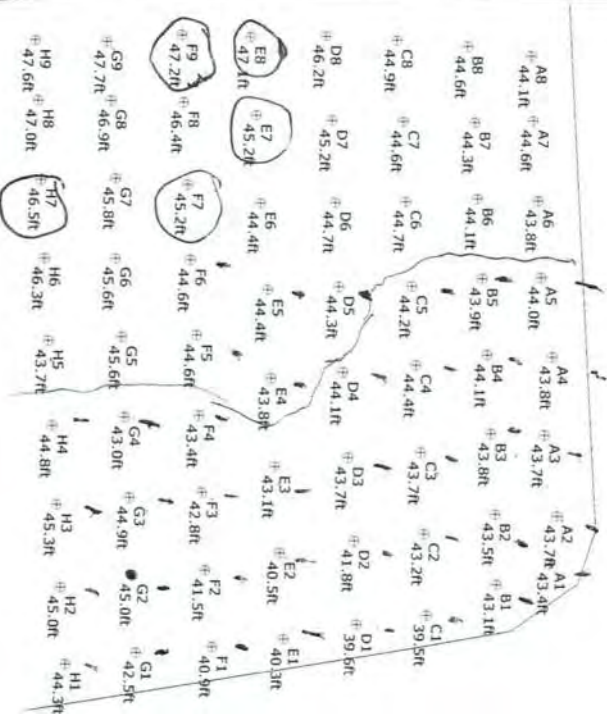 A8
44.1ft
A7
44.6ft
A6
43.8ft
A5
44.0ft
A4
43.8ft
A3
43.7ft
A2
43.7ft
A1
43.4ft
B8
44.6ft
B7
44.3ft
B6
44.1ft
B5
43.9ft
B4
44.1ft
B3
43.8ft
B2
43.5ft
B1
43.1ft
C8
44.9ft
C7
44.6ft
C6
44.7ft
C5
44.2ft
C4
44.4ft
C3
43.7ft
C2
43.2ft
C1
39.5ft
D8
46.2ft
D7
45.2ft
D6
44.7ft
D5
44.3ft
D4
44.1ft
D3
43.7ft
D2
41.8ft
D1
39.6ft
E8
47.1ft
E7
45.2ft
E6
44.4ft
E5
44.4ft
E4
43.8ft
E3
43.1ft
E2
40.5ft
E1
40.3ft
F9
47.2ft
F8
46.4ft
F7
45.2ft
F6
44.6ft
F5
44.6ft
F4
43.4ft
F3
42.8ft
F2
41.5ft
F1
40.9ft
G9
47.7ft
G8
46.9ft
G7
45.8ft
G6
45.6ft
G5
45.6ft
G4
43.0ft
G3
44.9ft
G2
45.0ft
G1
42.5ft
H9
47.6ft
H8
47.0ft
H7
46.5ft
H6
46.3ft
H5
43.7ft
H4
44.8ft
H3
45.3ft
H2
45.0ft
H1
44.3ft